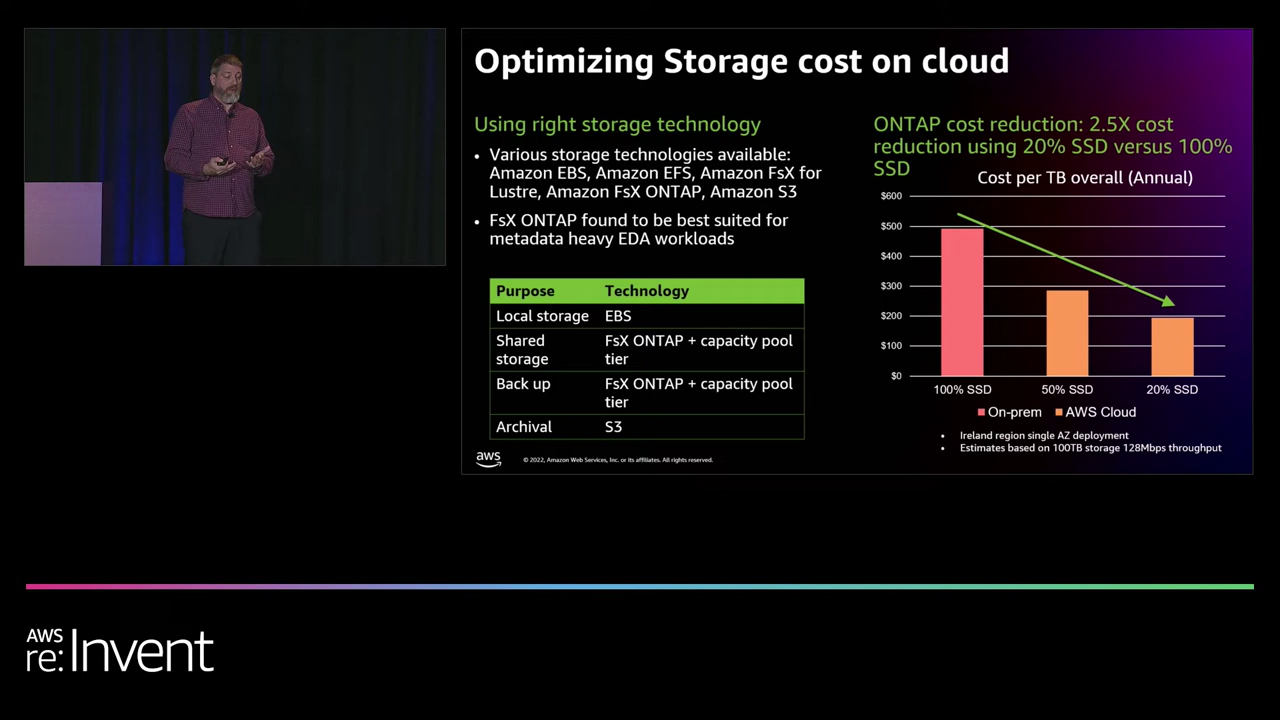 Optimizing Storage cost on cloud
Using right storage technology
• Various storage technologies available:
Amazon EBS, Amazon EFS, Amazon FsX for
Lustre, Amazon FsX ONTAP, Amazon S3
• FsX ONTAP found to be best suited for
metadata heavy EDA workloads
Purpose Technology
Local storage EBS
Shared
storage
FsX ONTAP + capacity pool
tier
Back up
FsX ONTAP + capacity pool
tier
Archival S3
ONTAP cost reduction: 2.5X cost
reduction using 20% SSD versus 100%
SSD
Cost per TB overall (Annual)
$600
$500
$400
$300
$200
$100
$0
100% SSD 50% SSD 20% SSD
On-prem AWS Cloud
• Ireland region single AZ deployment
• Estimates based on 100TB storage 128Mbps throughput
aws
© 2022, Amazon Web Services, Inc. or its affiliates. All rights reserved.
AWS
re:Invent